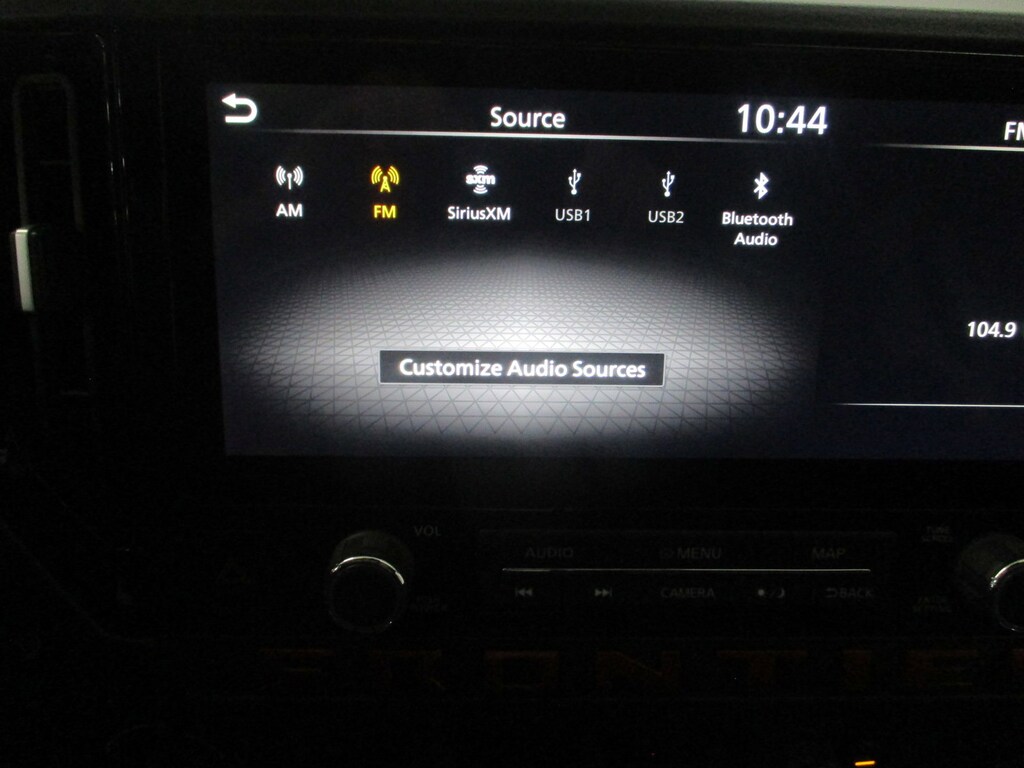 Source
10:44
FM
AM
FM
sxm
SiriusXM
USB1
USB2
Bluetooth
Audio
104.9
Customize Audio Sources
VOL
AUDIO
MENU
MAP
CAMERA
BACK